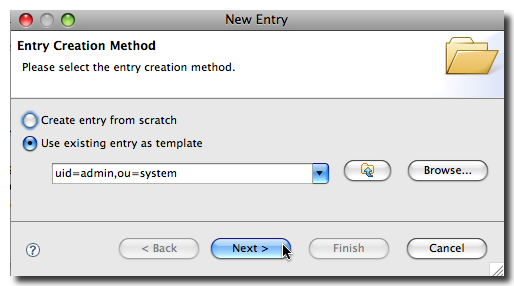 New Entry
Entry Creation Method
Please select the entry creation method.
Create entry from scratch
Use existing entry as template
uid=admin,ou=system
Browse...
?
< Back
Next >
Finish
Cancel